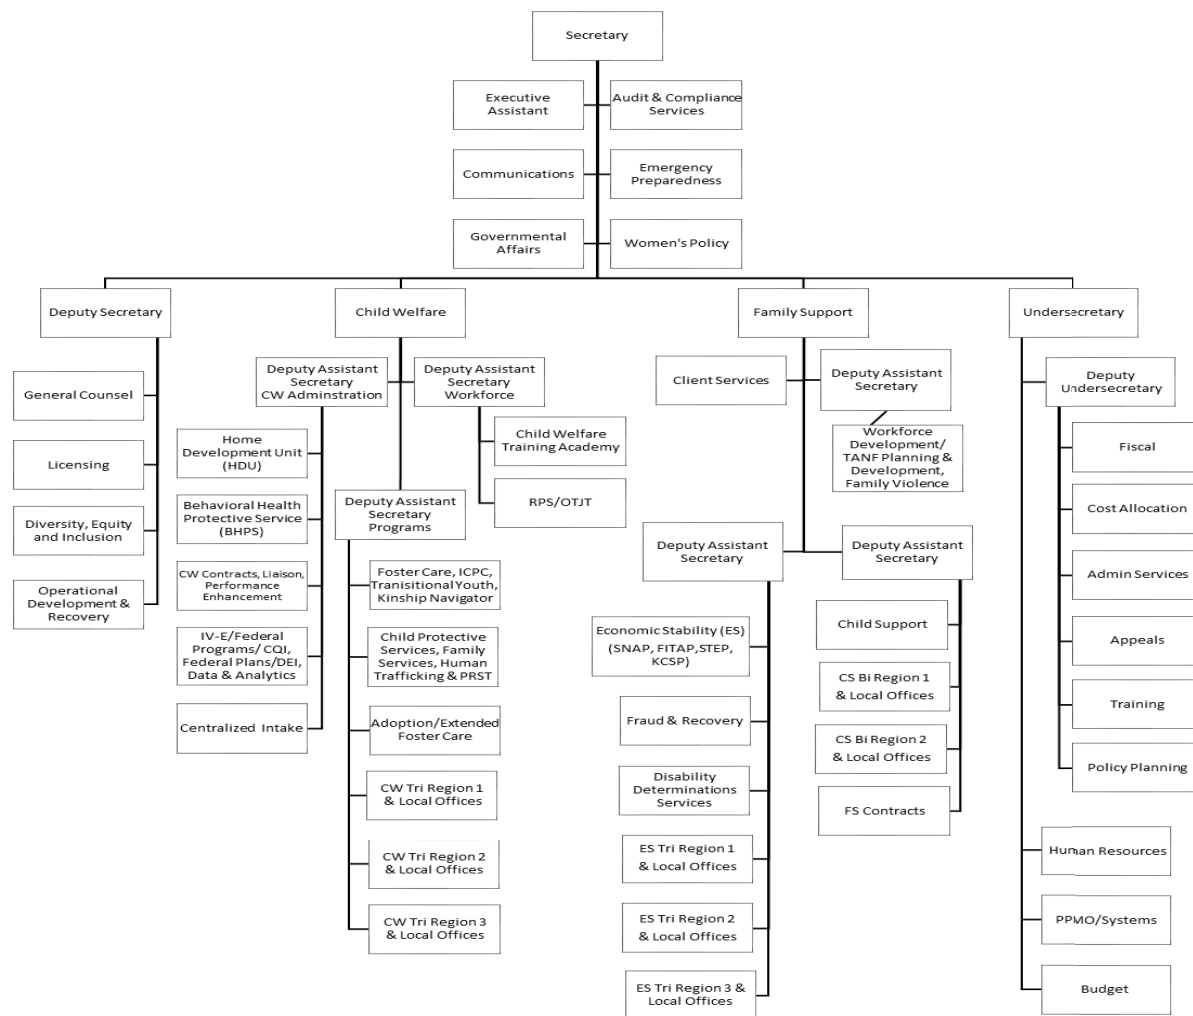 Secretary
Executive
Assistant
Audit & Compliance
Services
Communications
Emergency
Preparedness
Governmental
Affairs
Women's Policy
Deputy Secretary
Child Welfare
Family Support
Undersecretary
General Counsel
Licensing
Diversity, Equity
and Inclusion
Operational
Development &
Recovery
Deputy Assistant
Secretary
CW Adminstration
Deputy Assistant
Secretary
Workforce
Home
Development Unit
(HDU)
Behavioral Health
Protective Service
(BHPS)
CW Contracts, Liaison,
Performance
Enhancement
IV-E/Federal
Programs/ CQI,
Federal Plans/DEI,
Data & Analytics
Centralized Intake
Child Welfare
Training Academy
RPS/OTJT
Deputy Assistant
Secretary
Programs
Foster Care, ICPC,
Transitional Youth,
Kinship Navigator
Child Protective
Services, Family
Services, Human
Trafficking & PRST
Adoption/Extended
Foster Care
CW Tri Region 1
& Local Offices
CW Tri Region 2
& Local Offices
CW Tri Region 3
& Local Offices
Client Services
Deputy Assistant
Secretary
Workforce
Development/
TANF Planning &
Development,
Family Violence
Deputy Assistant
Secretary
Economic Stability (ES)
(SNAP, FITAP,STEP,
KCSP)
Fraud & Recovery
Disability
Determinations
Services
ES Tri Region 1
& Local Offices
ES Tri Region 2
& Local Offices
ES Tri Region 3 &
Local Offices
Deputy Assistant
Secretary
Child Support
CS Bi Region 1
& Local Offices
CS Bi Region 2
& Local Offices
FS Contracts
Deputy
Undersecretary
Fiscal
Cost Allocation
Admin Services
Appeals
Training
Policy Planning
Human Resources
PPMO/Systems
Budget